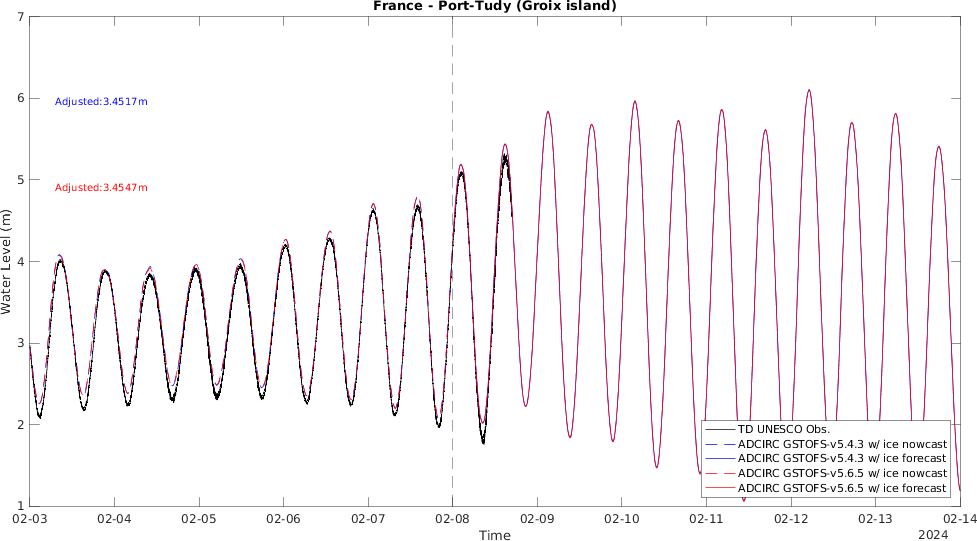 France - Port-Tudy (Groix island)
7
6
5
4
3
2
1
Water Level (m)
Adjusted:3.4517m
Adjusted:3.4547m
TD UNESCO Obs.
ADCIRC GSTOFS-v5.4.3 w/ ice nowcast
ADCIRC GSTOFS-v5.4.3 w/ ice forecast
ADCIRC GSTOFS-v5.6.5 w/ ice nowcast
ADCIRC GSTOFS-v5.6.5 w/ ice forecast
02-03 02-04 02-05 02-06 02-07 02-08 02-09 02-10 02-11 02-12 02-13 02-14
Time
2024